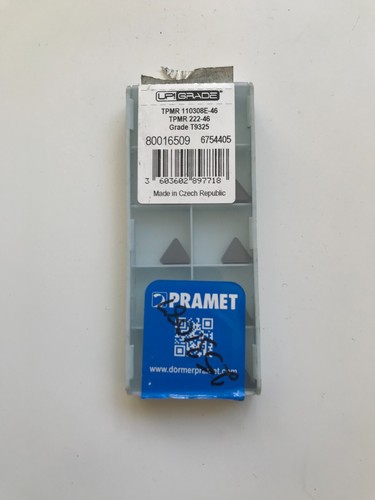 UP!GRADE
TPMR 110308E-46
TPMR 222-46
Grade T9325
80016509 6754405
3 603602 897718
Made in Czech Republic
PRAMET
www.dormerpramet.com